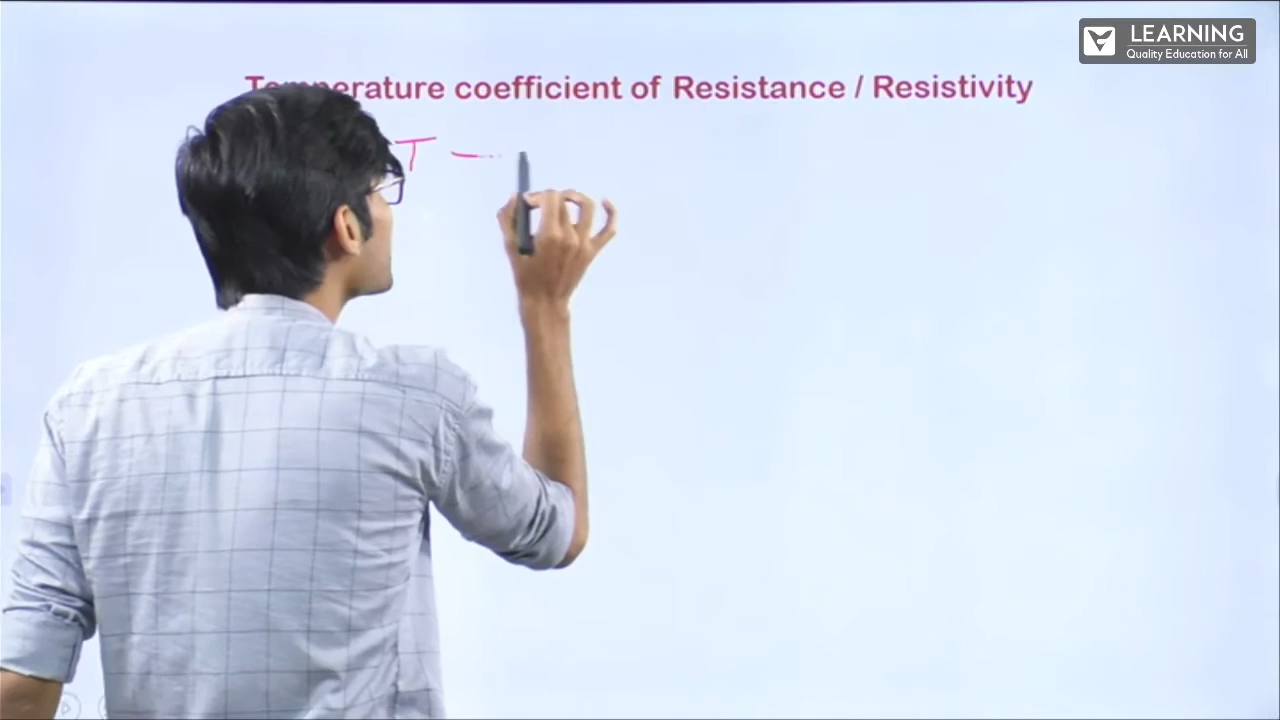 LEARNING
Quality Education for All
Temperature coefficient of Resistance / Resistivity
T —